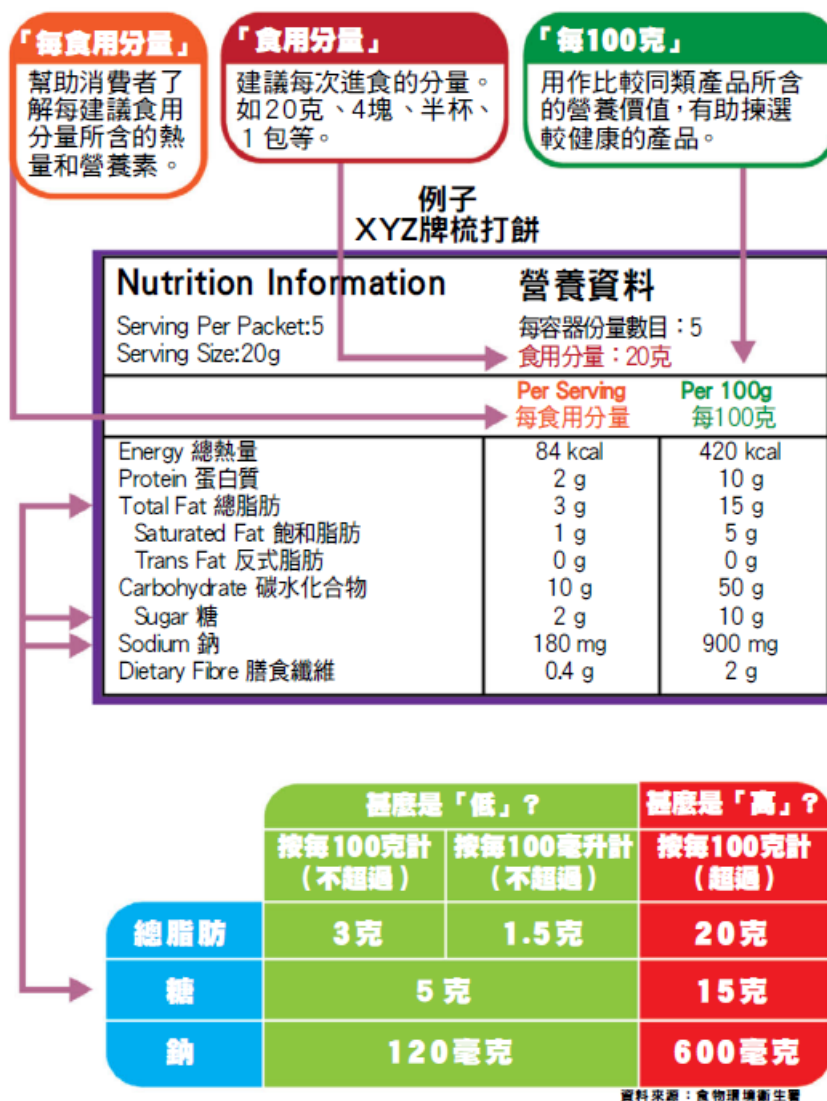 「每食用分量」
幫助消費者了
解每建議食用
分量所含的熱
量和營養素。
「食用分量」
建議每次進食的分量。
如20克、4塊、半杯、
1 包等。
「每100克」
用作比較同類產品所含
的營養價值，有助揀選
較健康的產品。
例子
XYZ牌梳打餅
Nutrition Information 營養資料
Serving Per Packet:5 每容器份量數目：5
Serving Size:20g 食用分量：20克
Per Serving Per 100g
每食用分量 每100克
Energy 總熱量 84 kcal 420 kcal
Protein 蛋白質 2 g 10 g
Total Fat 總脂肪 3 g 15 g
Saturated Fat 飽和脂肪 1 g 5 g
Trans Fat 反式脂肪 0 g 0 g
Carbohydrate 碳水化合物 10 g 50 g
Sugar 糖 2 g 10 g
Sodium 鈉 180 mg 900 mg
Dietary Fibre 膳食纖維 0.4 g 2 g
甚麼是「低」? 甚麼是「高」?
按每100克計 按每100毫升計 按每100克計
(不超過) (不超過) (超過)
總脂肪 3克 1.5克 20克
糖 5 克 15克
鈉 120毫克 600毫克
資料來源：食物環境衞生署